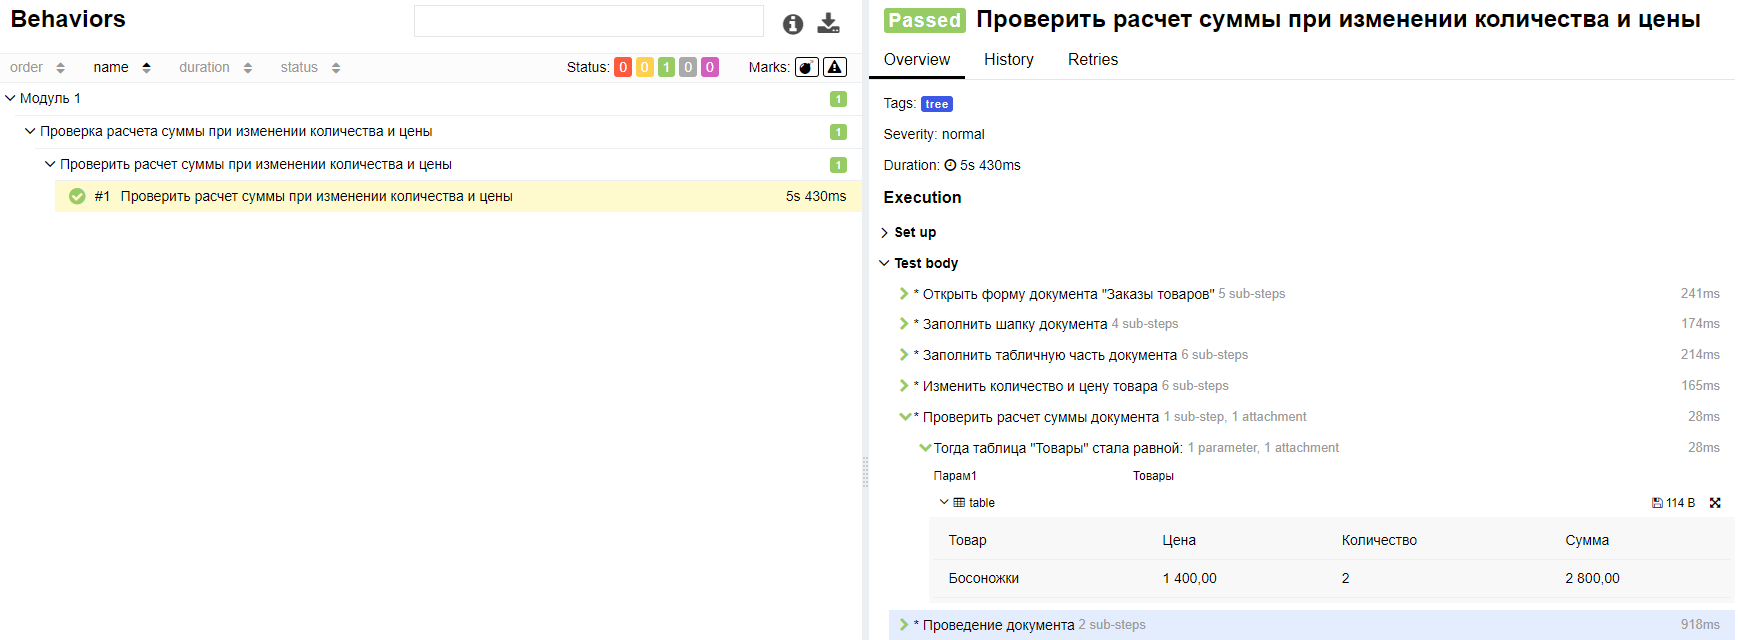 Behaviors
order name duration status Status: 0 0 1 0 0 Marks:
Модуль 1 1
Проверка расчета суммы при изменении количества и цены 1
Проверить расчет суммы при изменении количества и цены 1
#1 Проверить расчет суммы при изменении количества и цены 5s 430ms
Passed Проверить расчет суммы при изменении количества и цены
Overview History Retries
Tags: tree
Severity: normal
Duration: 5s 430ms
Execution
Set up
Test body
* Открыть форму документа "Заказы товаров" 5 sub-steps 241ms
* Заполнить шапку документа 4 sub-steps 174ms
* Заполнить табличную часть документа 6 sub-steps 214ms
* Изменить количество и цену товара 6 sub-steps 165ms
* Проверить расчет суммы документа 1 sub-step, 1 attachment 28ms
Тогда таблица "Товары" стала равной: 1 parameter, 1 attachment 28ms
Парам1 Товары
table 114 B
Товар Цена Количество Сумма
Босоножки 1 400,00 2 2 800,00
* Проведение документа 2 sub-steps 918ms